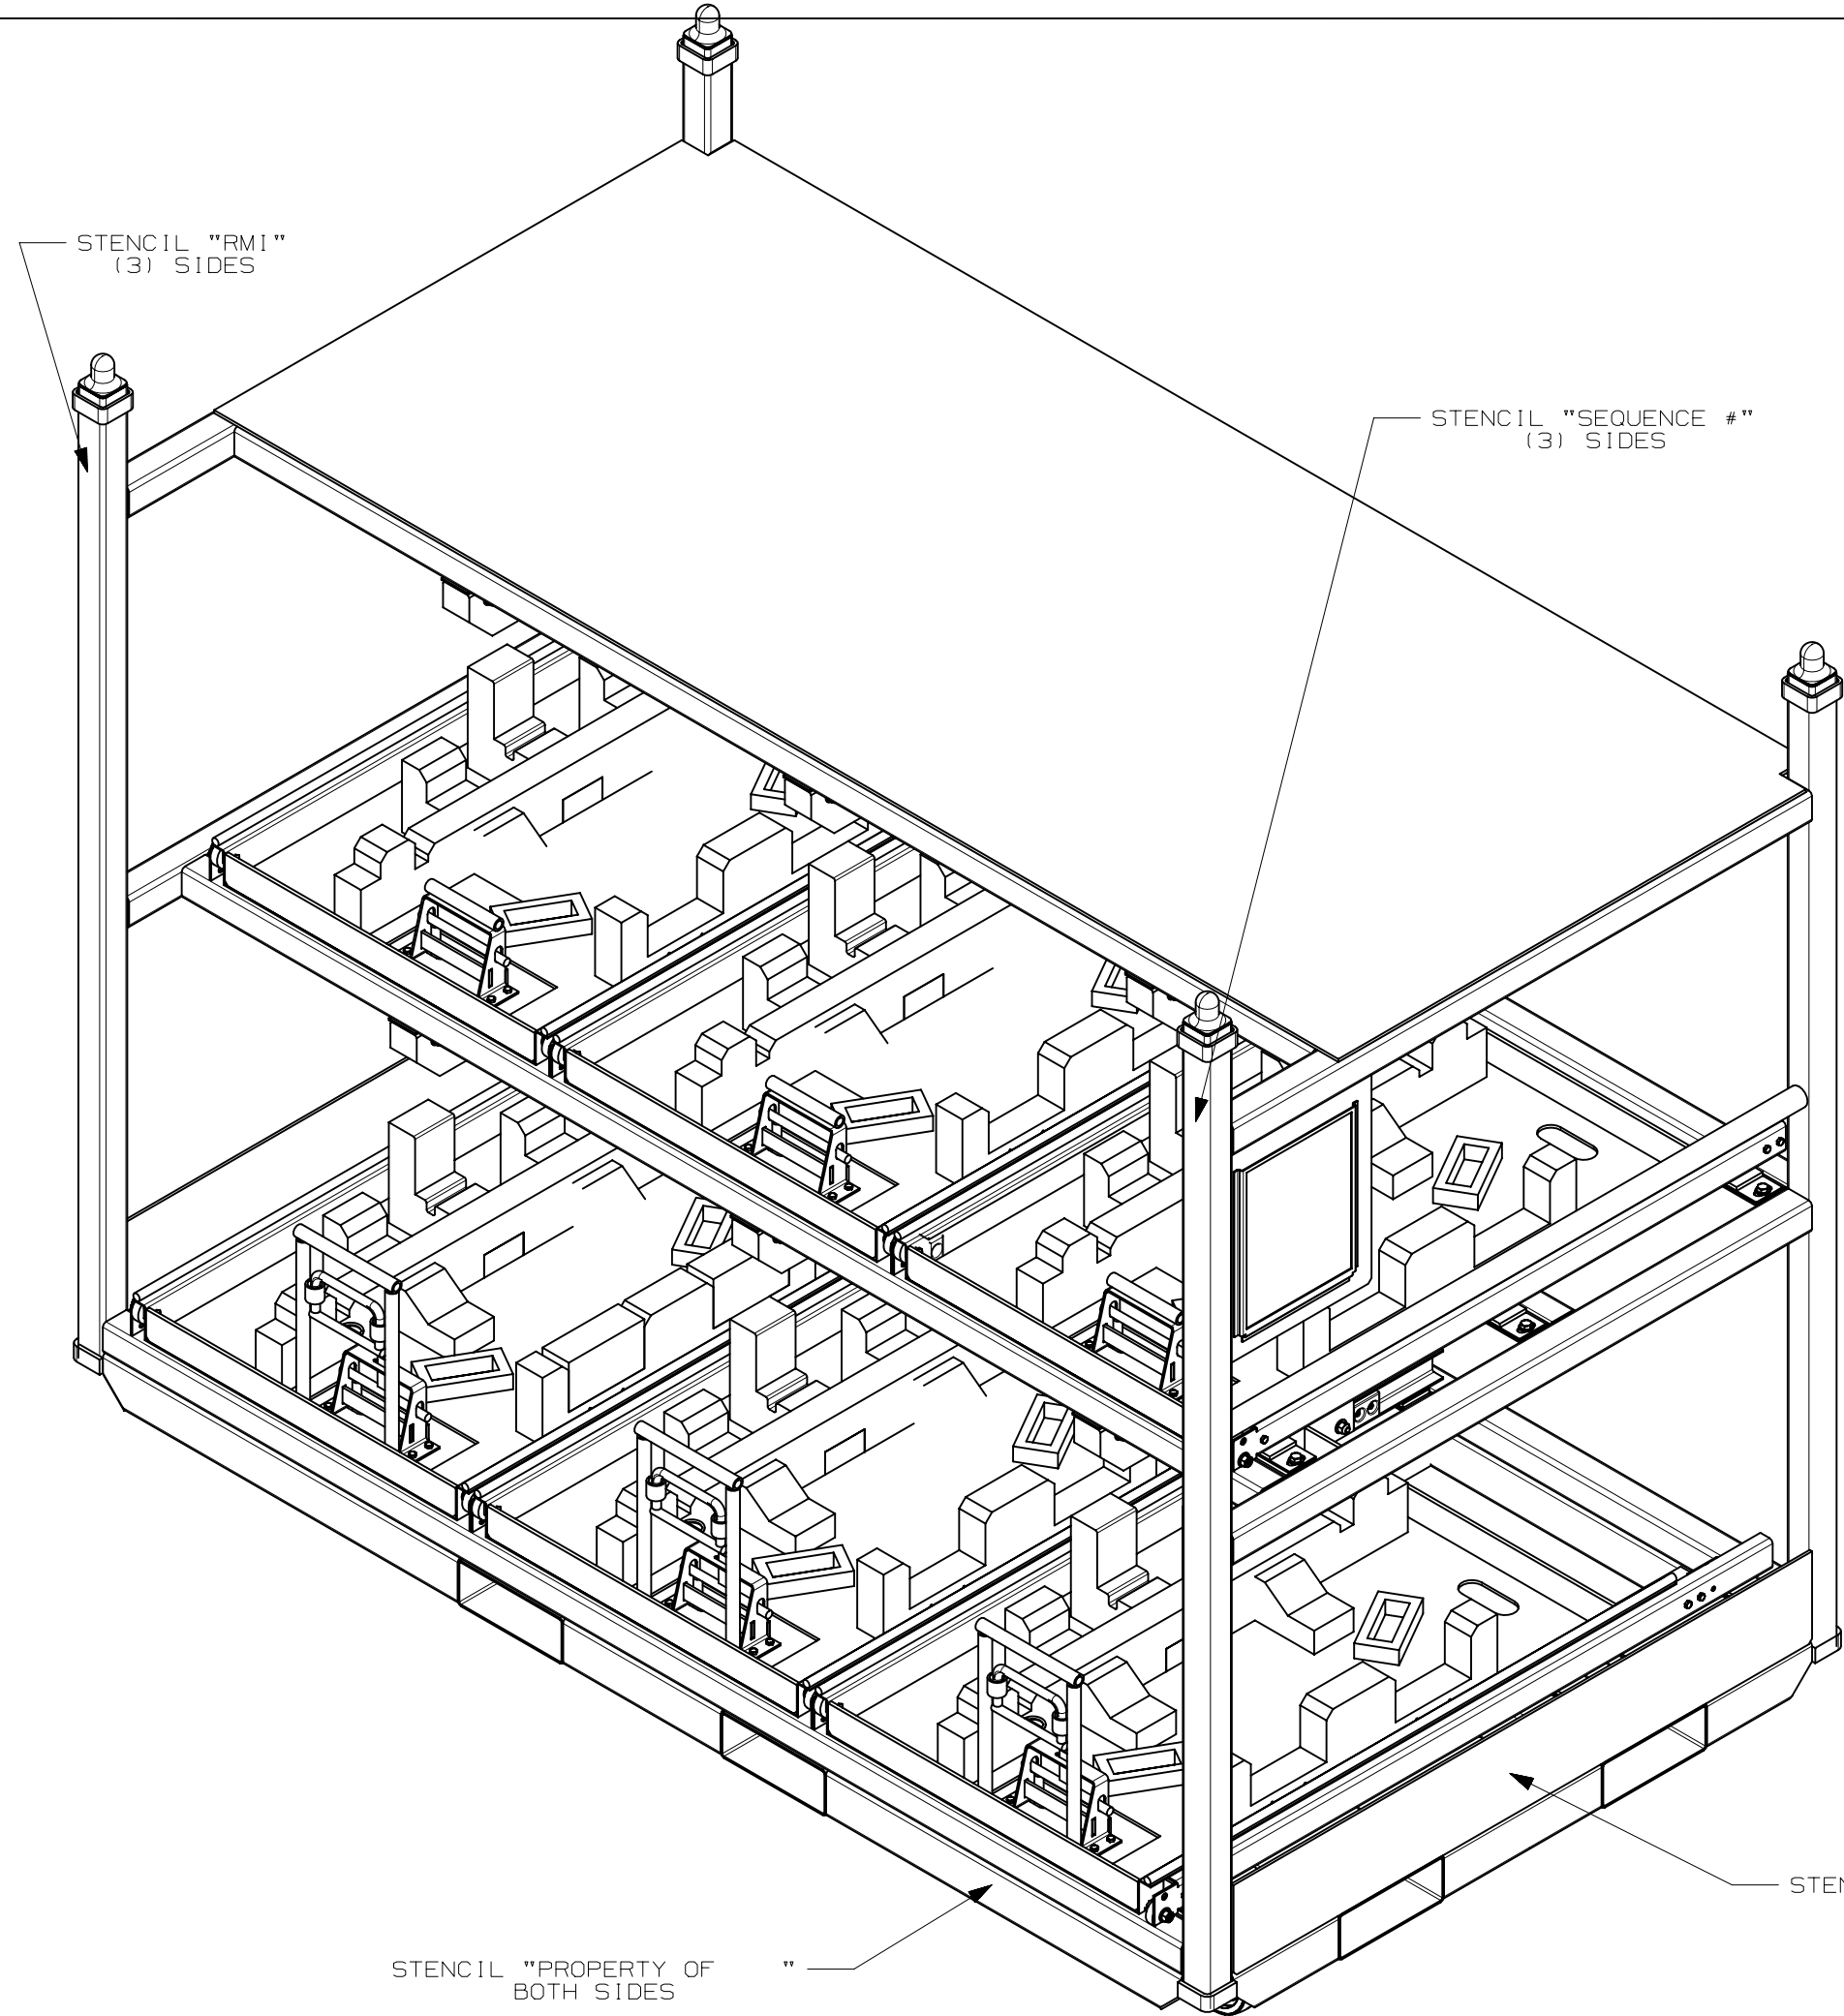 STENCIL "RMI"
(3) SIDES
STENCIL "SEQUENCE #"
(3) SIDES
STEN
STENCIL "PROPERTY OF "
BOTH SIDES